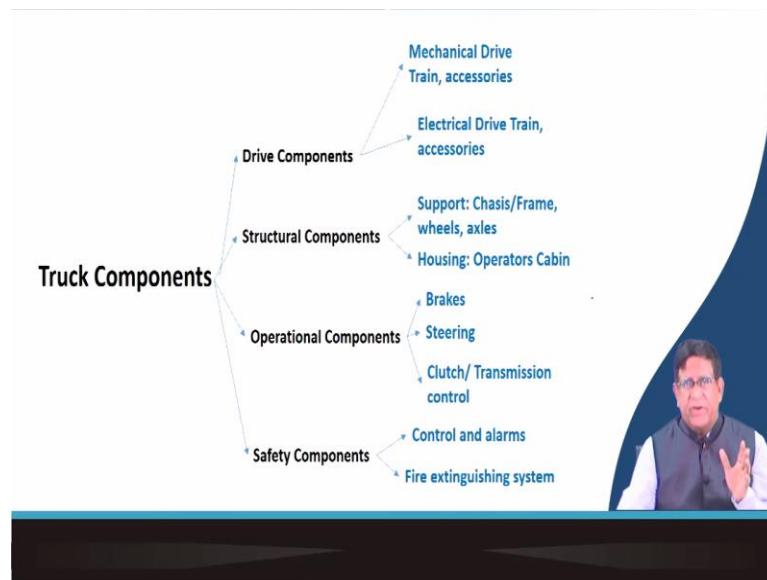 Mechanical Drive
Train, accessories
Electrical Drive Train,
accessories
Drive Components
Support: Chasis/Frame,
wheels, axles
Structural Components
Housing: Operators Cabin
Truck Components
Brakes
Steering
Operational Components
Clutch/ Transmission
control
Control and alarms
Safety Components
Fire extinguishing system